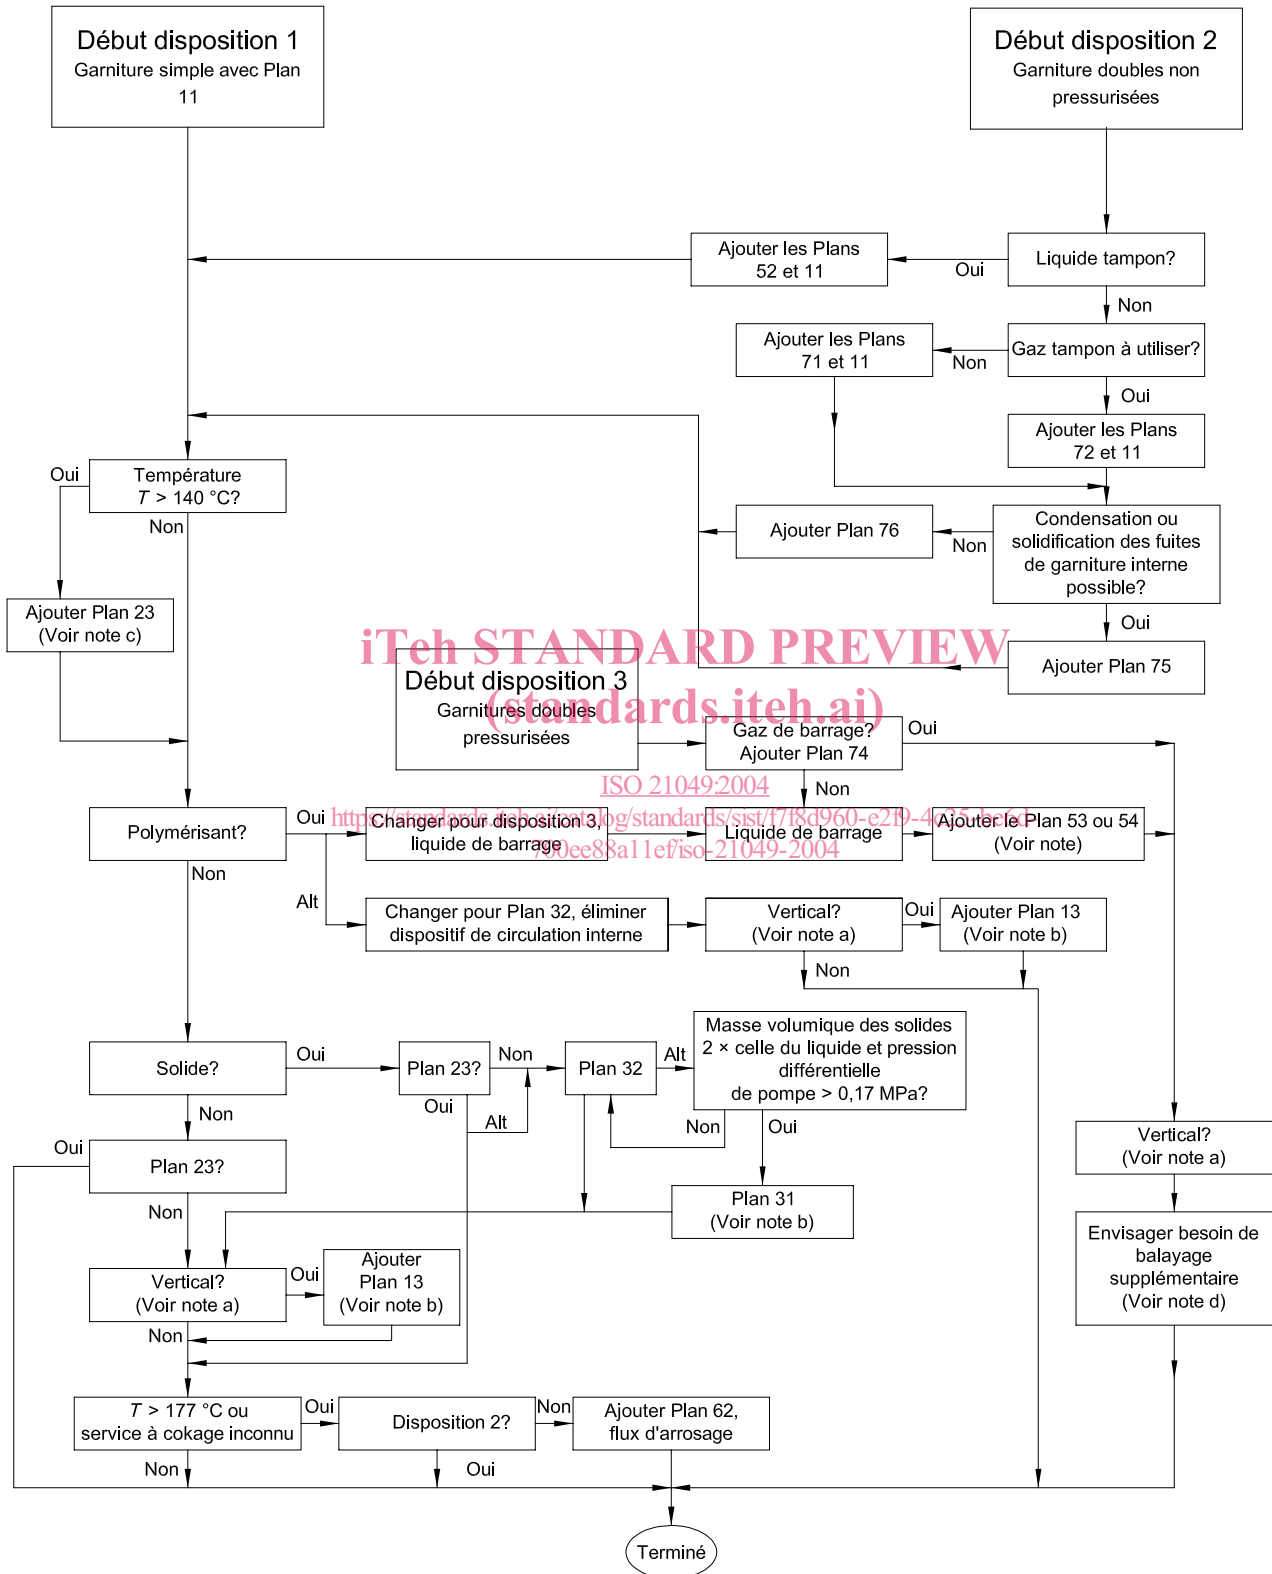 Début disposition 1
Garniture simple avec Plan
11
Début disposition 2
Garniture doubles non
pressurisées
Ajouter les Plans
52 et 11
Oui
Liquide tampon?
Non
Ajouter les Plans
71 et 11
Non
Gaz tampon à utiliser?
Oui
Ajouter les Plans
72 et 11
Oui
Température
T > 140 °C?
Non
Ajouter Plan 76
Non
Condensation ou
solidification des fuites
de garniture interne
possible?
Oui
Ajouter Plan 23
(Voir note c)
Ajouter Plan 75
iTeh STANDARD PREVIEW
(standards.iteh.ai)
Début disposition 3
Garnitures doubles
pressurisées
Gaz de barrage?
Ajouter Plan 74
Oui
Non
ISO 21049:2004
Polymérisant?
Oui
Changer pour disposition 3,
liquide de barrage
Liquide de barrage
Ajouter le Plan 53 ou 54
(Voir note)
Non
Alt
Changer pour Plan 32, éliminer
dispositif de circulation interne
Vertical?
(Voir note a)
Oui
Ajouter Plan 13
(Voir note b)
Non
Solide?
Oui
Plan 23?
Non
Plan 32
Alt
Masse volumique des solides
2 × celle du liquide et pression
différentielle
de pompe > 0,17 MPa?
Non
Oui
Alt
Non
Oui
Oui
Plan 23?
Non
Plan 31
(Voir note b)
Vertical?
(Voir note a)
Envisager besoin de
balayage
supplémentaire
(Voir note d)
Vertical?
(Voir note a)
Oui
Ajouter
Plan 13
(Voir note b)
Non
T > 177 °C ou
service à cokage inconnu
Oui
Disposition 2?
Non
Ajouter Plan 62,
flux d'arrosage
Non
Oui
Terminé